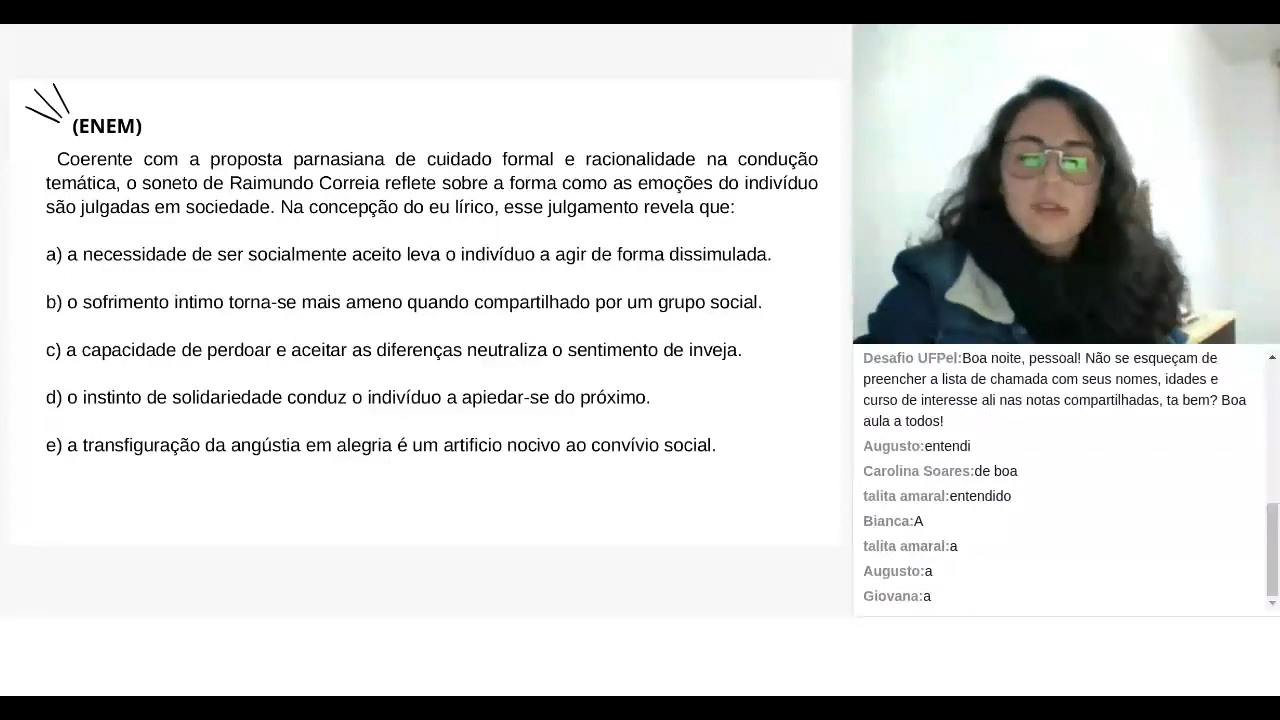 (ENEM)
Coerente com a proposta parnasiana de cuidado formal e racionalidade na condução
temática, o soneto de Raimundo Correia reflete sobre a forma como as emoções do indivíduo
são julgadas em sociedade. Na concepção do eu lírico, esse julgamento revela que:
a) a necessidade de ser socialmente aceito leva o indivíduo a agir de forma dissimulada.
b) o sofrimento intimo torna-se mais ameno quando compartilhado por um grupo social.
c) a capacidade de perdoar e aceitar as diferenças neutraliza o sentimento de inveja.
d) o instinto de solidariedade conduz o indivíduo a apiedar-se do próximo.
e) a transfiguração da angústia em alegria é um artificio nocivo ao convívio social.
Desafio UFPel:Boa noite, pessoal! Não se esqueçam de
preencher a lista de chamada com seus nomes, idades e
curso de interesse ali nas notas compartilhadas, ta bem? Boa
aula a todos!
Augusto:entendi
Carolina Soares:de boa
talita amaral:entendido
Bianca:A
talita amaral:a
Augusto:a
Giovana:a